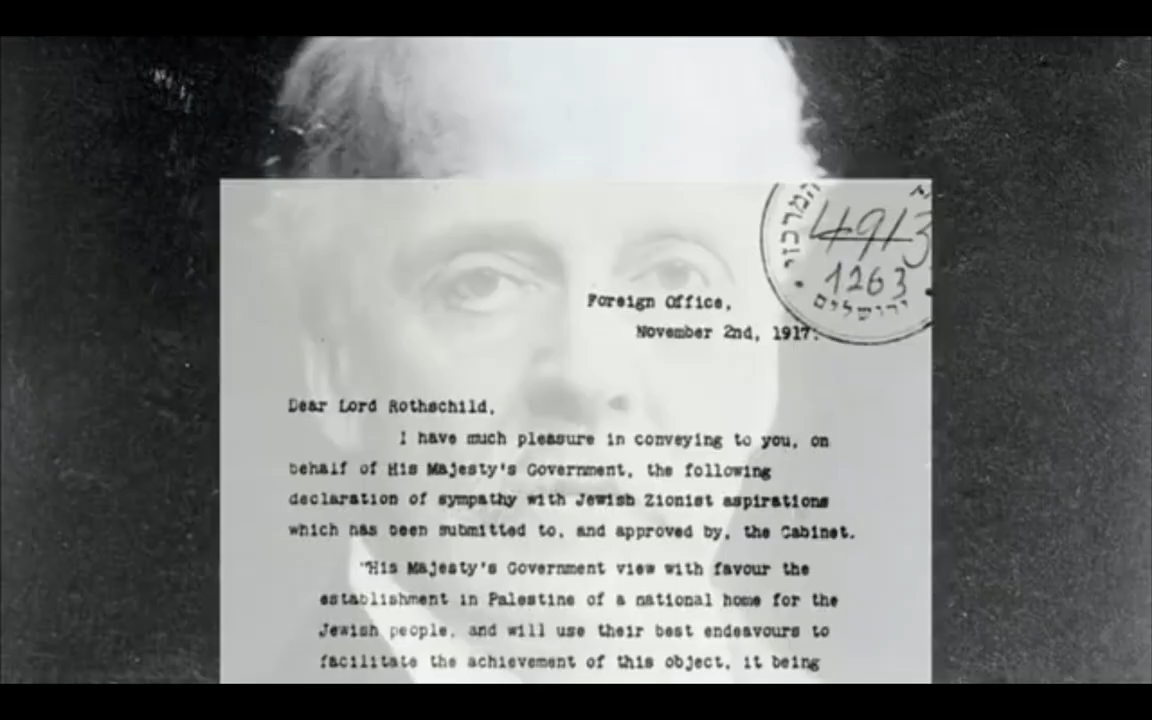 המרכזי
4913
1263
ירושלים
Foreign Office,
November 2nd, 1917.
Dear Lord Rothschild,
I have much pleasure in conveying to you, on
behalf of His Majesty's Government, the following
declaration of sympathy with Jewish Zionist aspirations
which has been submitted to, and approved by, the Cabinet.
"His Majesty's Government view with favour the
establishment in Palestine of a national home for the
Jewish people, and will use their best endeavours to
facilitate the achievement of this object, it being